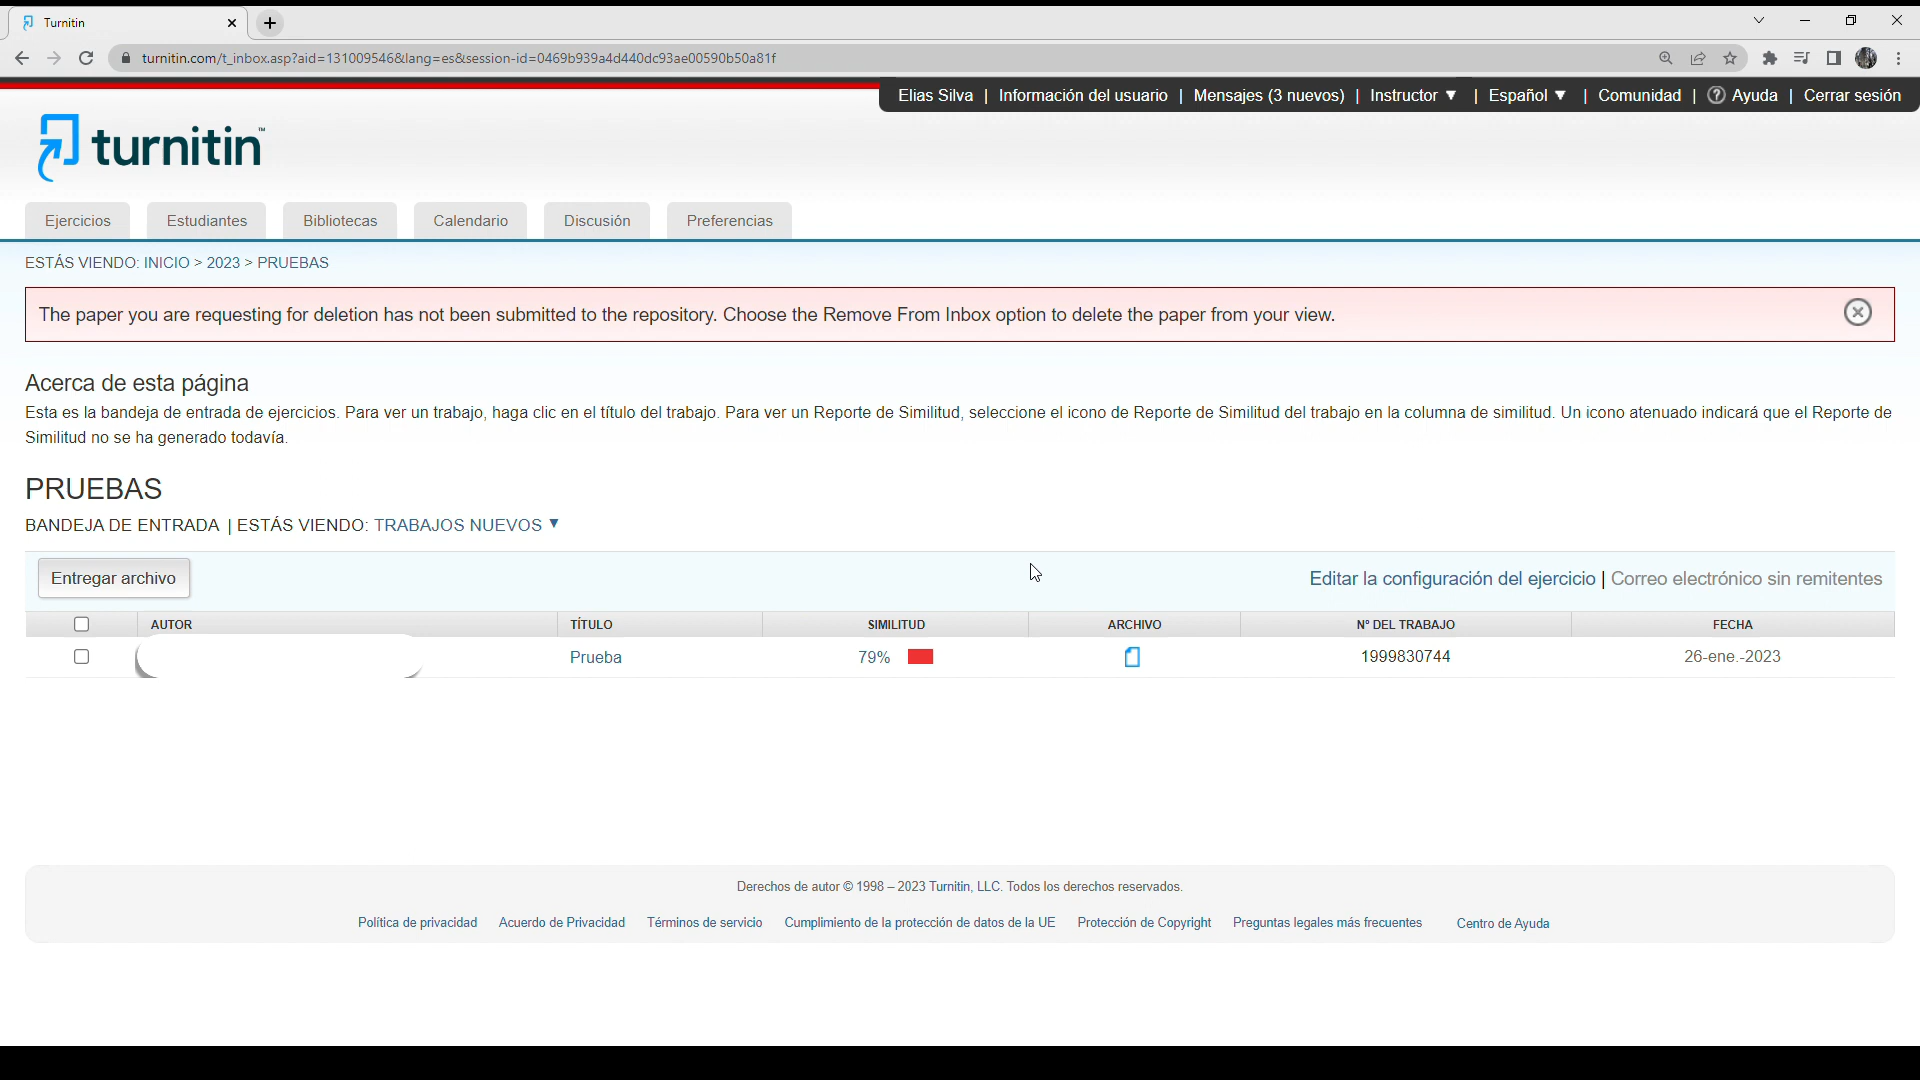 Turnitin
turnitin.com/t_inbox.asp?aid=131009546&lang=es&session-id=0469b939a4d440dc93ae00590b50a81f
Elias Silva | Información del usuario | Mensajes (3 nuevos) | Instructor ▼ | Español ▼ | Comunidad | ? Ayuda | Cerrar sesión
turnitin™
Ejercicios Estudiantes Bibliotecas Calendario Discusión Preferencias
ESTÁS VIENDO: INICIO > 2023 > PRUEBAS
The paper you are requesting for deletion has not been submitted to the repository. Choose the Remove From Inbox option to delete the paper from your view.
Acerca de esta página
Esta es la bandeja de entrada de ejercicios. Para ver un trabajo, haga clic en el título del trabajo. Para ver un Reporte de Similitud, seleccione el icono de Reporte de Similitud del trabajo en la columna de similitud. Un icono atenuado indicará que el Reporte de
Similitud no se ha generado todavía.
PRUEBAS
BANDEJA DE ENTRADA | ESTÁS VIENDO: TRABAJOS NUEVOS ▼
Entregar archivo Editar la configuración del ejercicio | Correo electrónico sin remitentes
AUTOR TÍTULO SIMILITUD ARCHIVO N° DEL TRABAJO FECHA
Prueba 79% 1999830744 26-ene.-2023
Derechos de autor © 1998 – 2023 Turnitin, LLC. Todos los derechos reservados.
Política de privacidad Acuerdo de Privacidad Términos de servicio Cumplimiento de la protección de datos de la UE Protección de Copyright Preguntas legales más frecuentes Centro de Ayuda